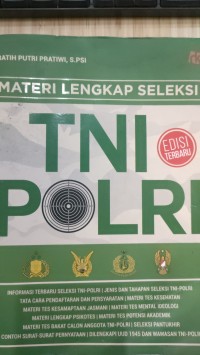 RATIH PUTRI PRATIWI, S.PSI
MATERI LENGKAP SELEKSI
TNI
EDISI
TERBARU
POLRI
INFORMASI TERBARU SELEKSI TNI-POLRI | JENIS DAN TAHAPAN SELEKSI TNI-POLRI
TATA CARA PENDAFTARAN DAN PERSYARATAN | MATERI TES KESEHATAN
MATERI TES KESAMAPTAAN JASMANI | MATERI TES MENTAL IDEOLOGI
MATERI LENGKAP PSIKOTES | MATERI TES POTENSI AKADEMIK
MATERI TES BAKAT CALON ANGGOTA TNI-POLRI | SELEKSI PANTUKHIR
CONTOH SURAT-SURAT PERNYATAAN | DILENGKAPI UUD 1945 DAN WAWASAN TNI-POLRI